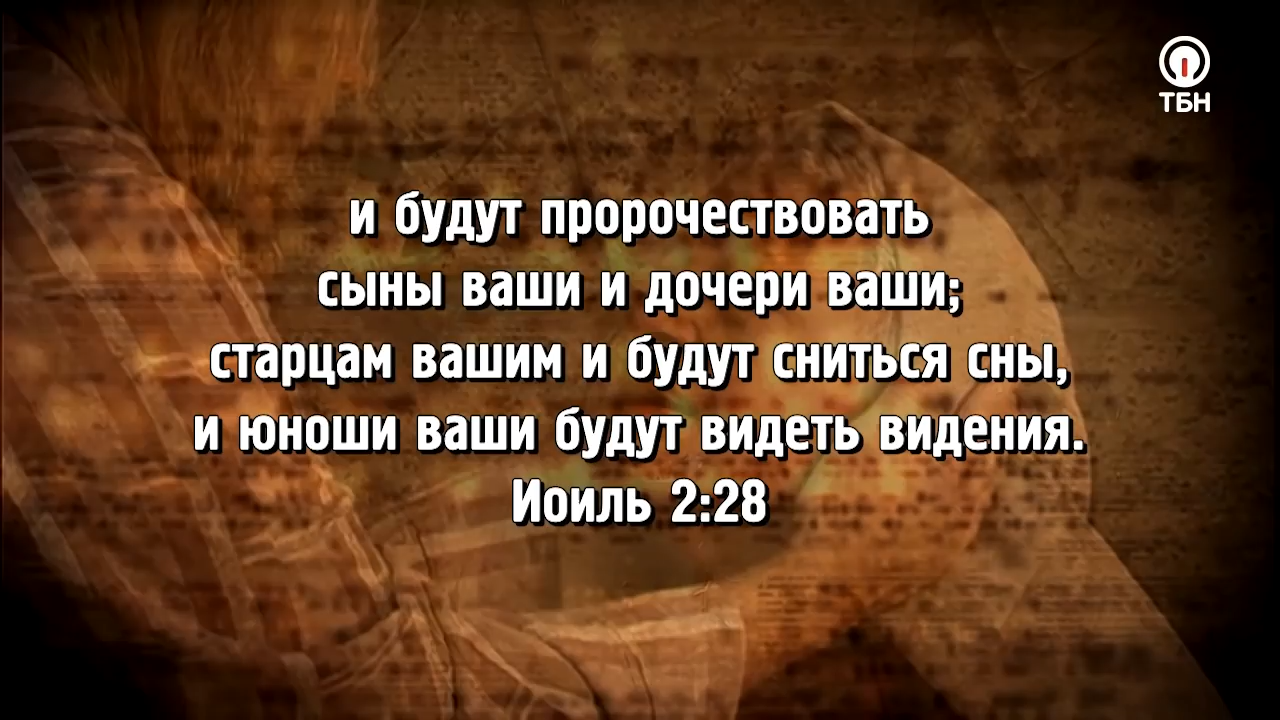 ТБН
и будут пророчествовать
сыны ваши и дочери ваши;
старцам вашим и будут сниться сны,
и юноши ваши будут видеть видения.
Иоиль 2:28